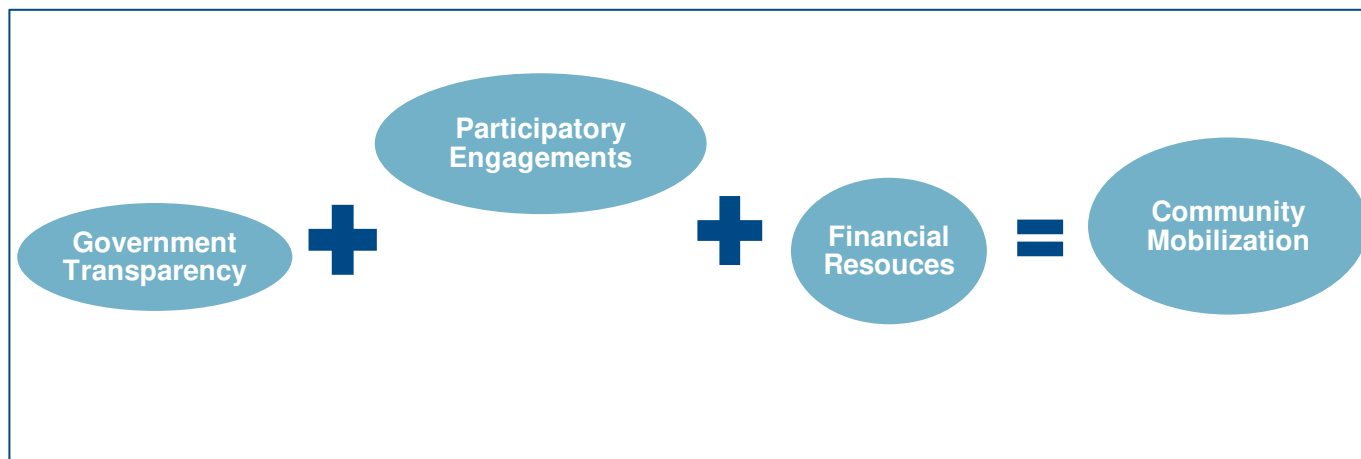 Government
Transparency
Participatory
Engagements
Financial
Resouces
Community
Mobilization